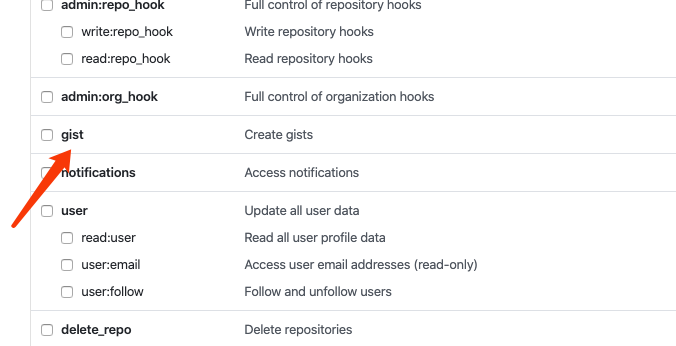 admin:repo_hook Full control of repository hooks
write:repo_hook Write repository hooks
read:repo_hook Read repository hooks
admin:org_hook Full control of organization hooks
gist Create gists
notifications Access notifications
user Update all user data
read:user Read all user profile data
user:email Access user email addresses (read-only)
user:follow Follow and unfollow users
delete_repo Delete repositories